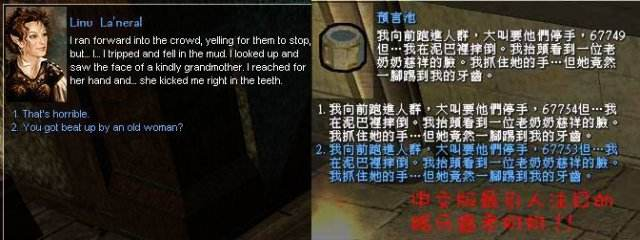 Linu La'neral
I ran forward into the crowd, yelling for them to stop,
but... I... I tripped and fell in the mud. I looked up and
saw the face of a kindly grandmother. I reached for
her hand and... she kicked me right in the teeth.
1. That's horrible.
2. You got beat up by an old woman?
預言池
我向前跑進人群，大叫要他們停手，67749
但…我在泥巴裡摔倒。我抬頭看到一位老
奶奶慈祥的臉。我抓住她的手…但她竟然
一腳踢到我的牙齒。
1. 我向前跑進人群，大叫要他們停手，67754但…我
在泥巴裡摔倒。我抬頭看到一位老奶奶慈祥的臉。
我抓住她的手…但她竟然一腳踢到我的牙齒。
2. 我向前跑進人群，大叫要他們停手，67753但…我
在泥巴裡摔倒。我抬頭看到一位老奶奶慈祥的臉。
我抓住她的手…但她竟然一腳踢到我的牙齒。
中文版最引人注目的